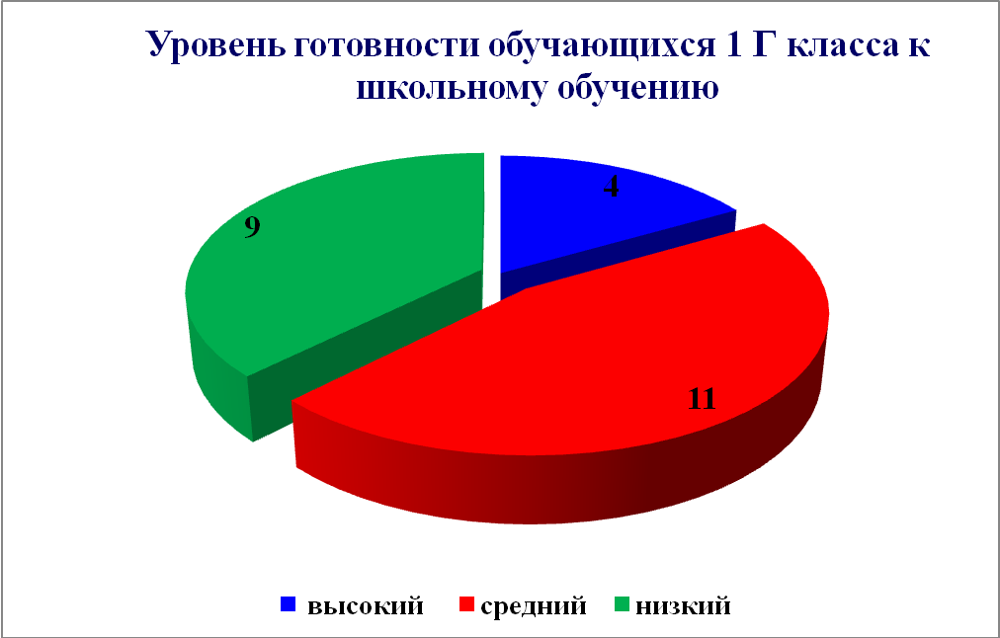 Уровень готовности обучающихся 1 Г класса к
школьному обучению
4
9
11
высокий средний низкий